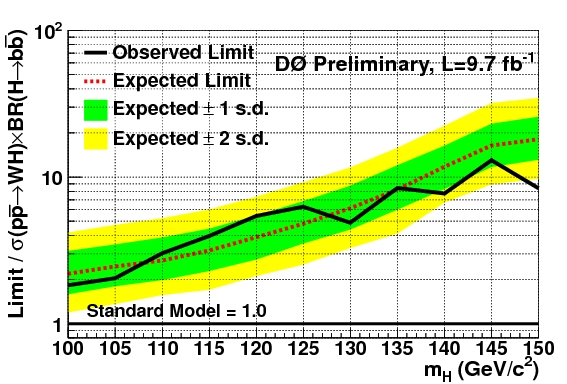 10²
Observed Limit
DØ Preliminary, L=9.7 fb⁻¹
Expected Limit
Expected ± 1 s.d.
Expected ± 2 s.d.
Limit / σ(pp̅→WH)×BR(H→bb̅)
10
Standard Model = 1.0
1
100 105 110 115 120 125 130 135 140 145 150
m_H (GeV/c²)